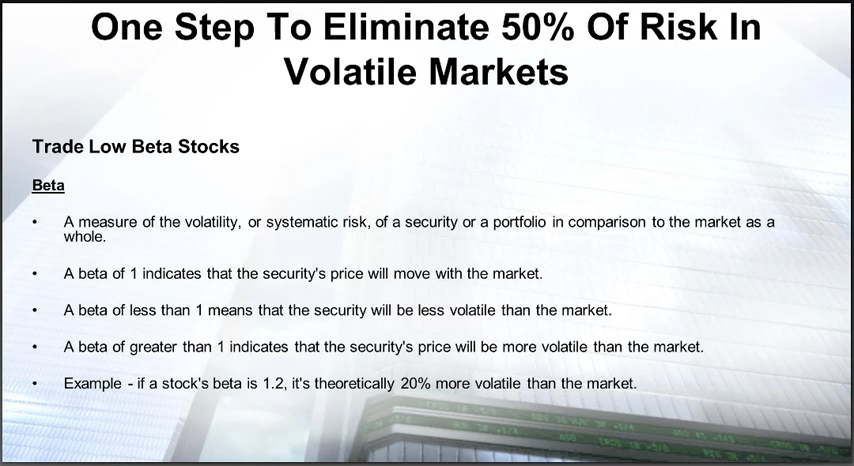 One Step To Eliminate 50% Of Risk In
Volatile Markets
Trade Low Beta Stocks
Beta
• A measure of the volatility, or systematic risk, of a security or a portfolio in comparison to the market as a
whole.
• A beta of 1 indicates that the security's price will move with the market.
• A beta of less than 1 means that the security will be less volatile than the market.
• A beta of greater than 1 indicates that the security's price will be more volatile than the market.
• Example - if a stock's beta is 1.2, it's theoretically 20% more volatile than the market.